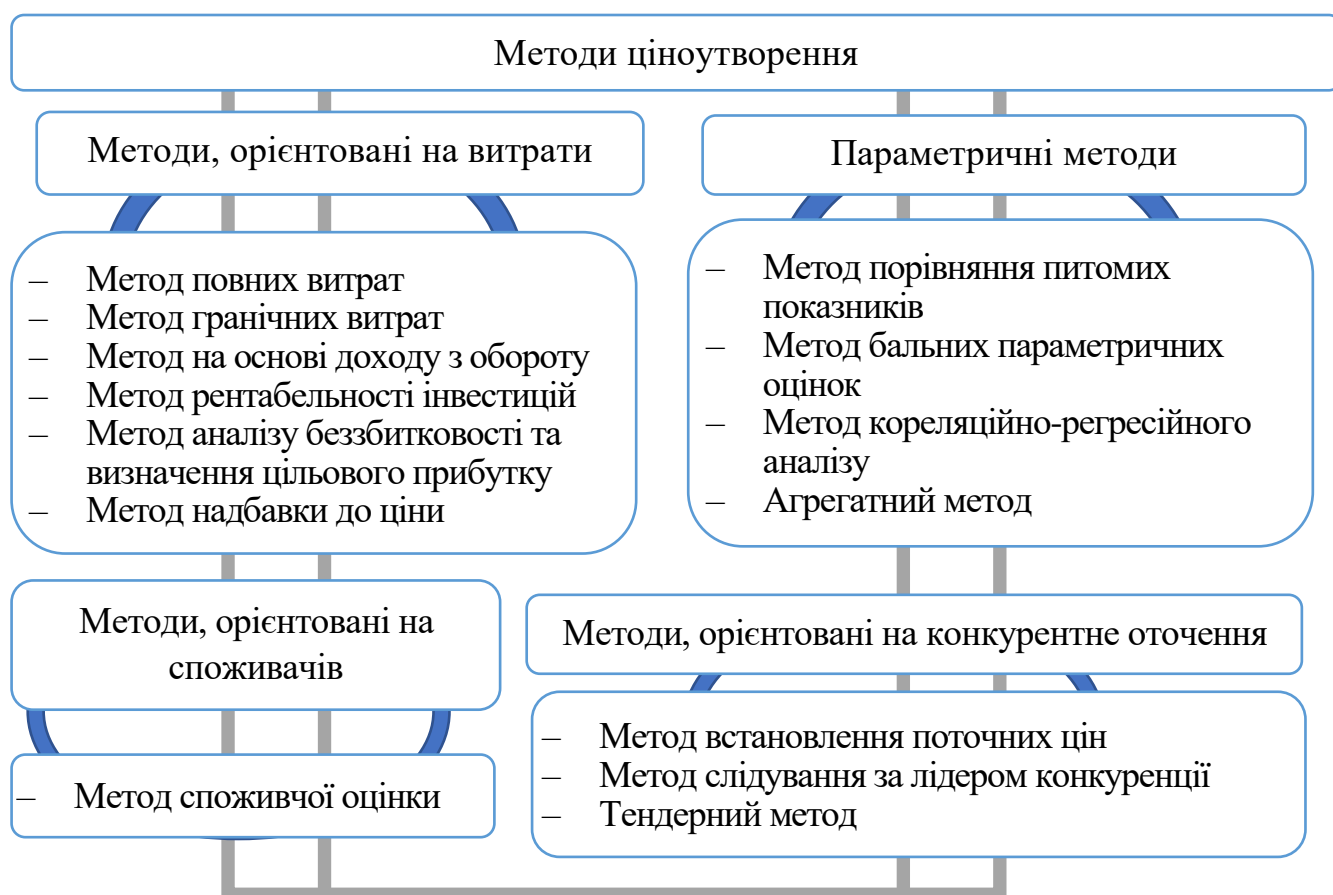 Методи ціноутворення
Методи, орієнтовані на витрати
– Метод повних витрат
– Метод гранічних витрат
– Метод на основі доходу з обороту
– Метод рентабельності інвестицій
– Метод аналізу беззбитковості та
визначення цільового прибутку
– Метод надбавки до ціни
Параметричні методи
– Метод порівняння питомих
показників
– Метод бальних параметричних
оцінок
– Метод кореляційно-регресійного
аналізу
– Агрегатний метод
Методи, орієнтовані на
споживачів
– Метод споживчої оцінки
Методи, орієнтовані на конкурентне оточення
– Метод встановлення поточних цін
– Метод слідування за лідером конкуренції
– Тендерний метод